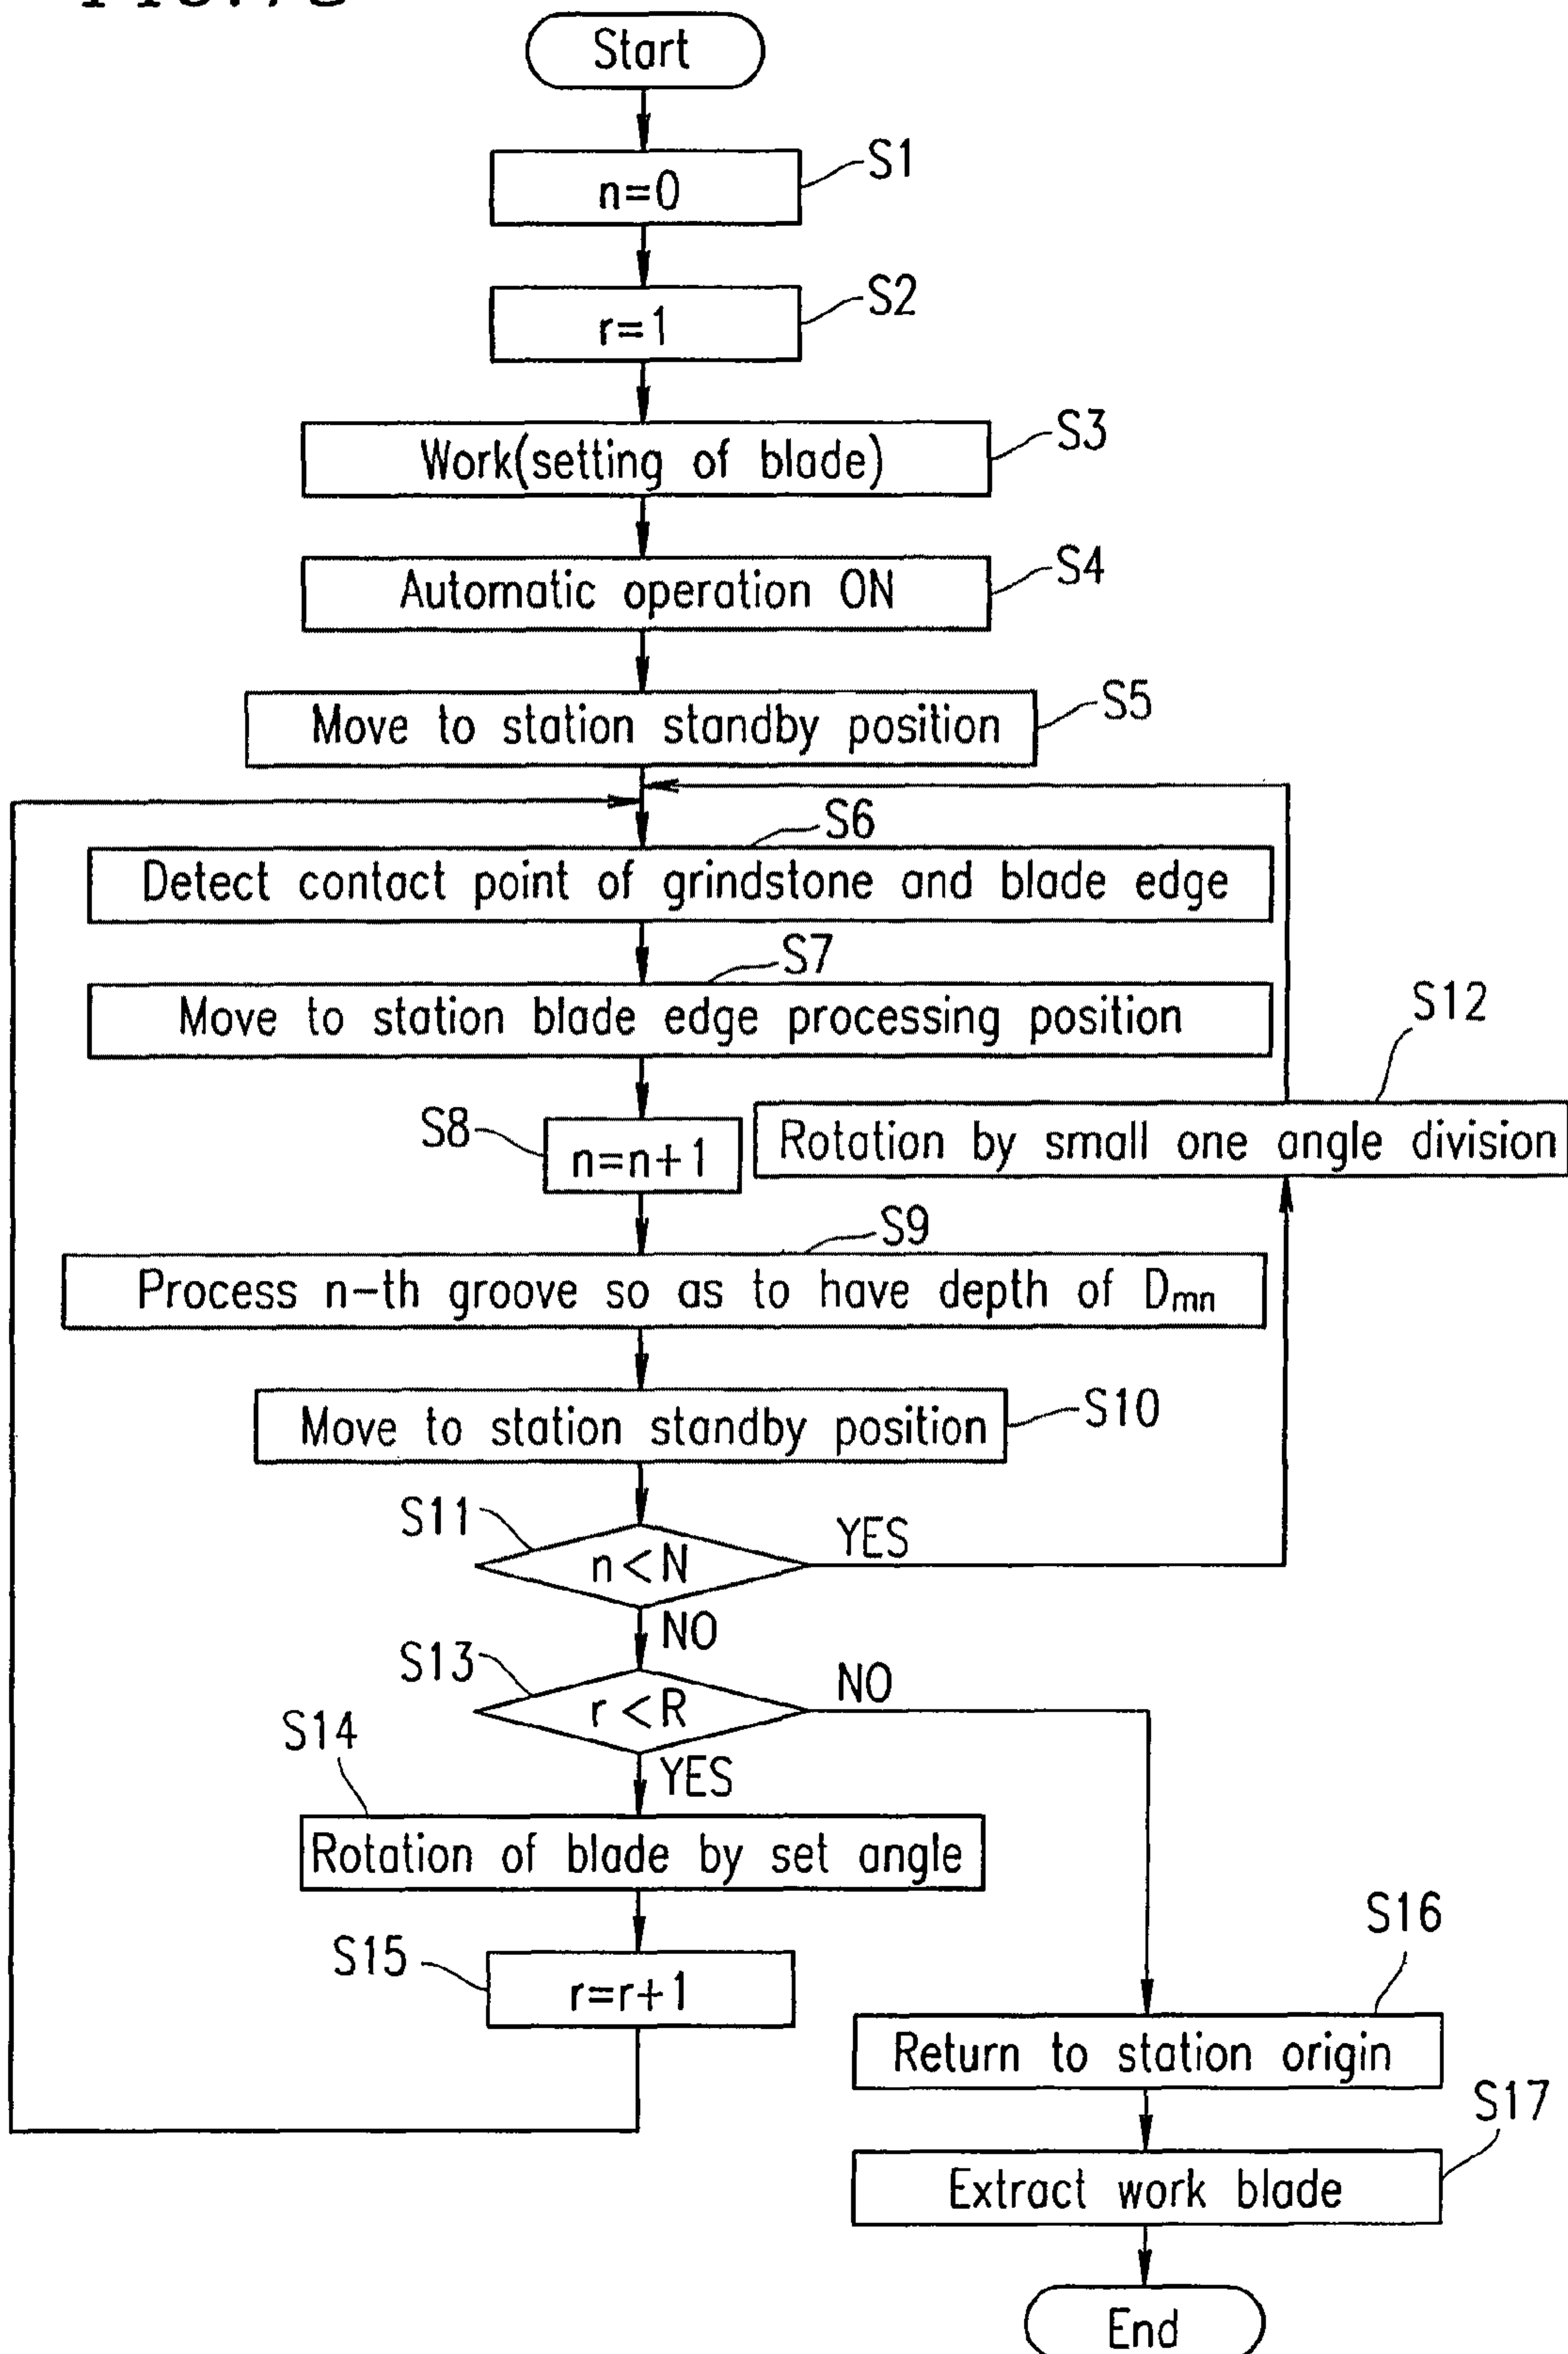 Start
S1
n=0
S2
r=1
S3
Work(setting of blade)
S4
Automatic operation ON
S5
Move to station standby position
S6
Detect contact point of grindstone and blade edge
S7
Move to station blade edge processing position
S12
S8
n=n+1
Rotation by small one angle division
S9
Process n-th groove so as to have depth of Dmn
S10
Move to station standby position
S11
n<N
YES
NO
S13
r<R
NO
YES
S14
Rotation of blade by set angle
S15
r=r+1
S16
Return to station origin
S17
Extract work blade
End